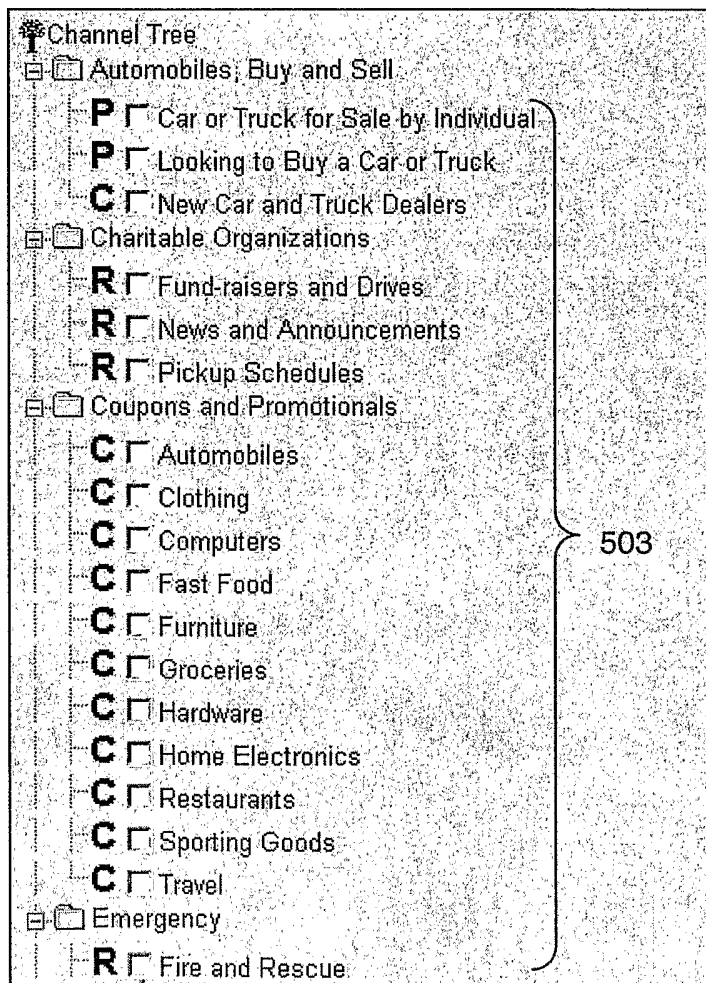 Channel Tree
Automobiles, Buy and Sell
P Car or Truck for Sale by Individual
P Looking to Buy a Car or Truck
C New Car and Truck Dealers
Charitable Organizations
R Fund-raisers and Drives
R News and Announcements
R Pickup Schedules
Coupons and Promotionals
C Automobiles
C Clothing
C Computers
503
C Fast Food
C Furniture
C Groceries
C Hardware
C Home Electronics
C Restaurants
C Sporting Goods
C Travel
Emergency
R Fire and Rescue